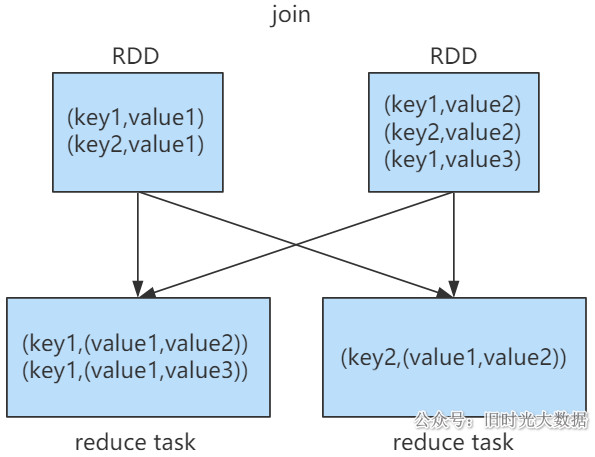 join
RDD
RDD
(key1,value1)
(key2,value1)
(key1,value2)
(key2,value2)
(key1,value3)
(key1,(value1,value2))
(key1,(value1,value3))
(key2,(value1,value2))
公众号：旧时光大数据
reduce task
reduce task